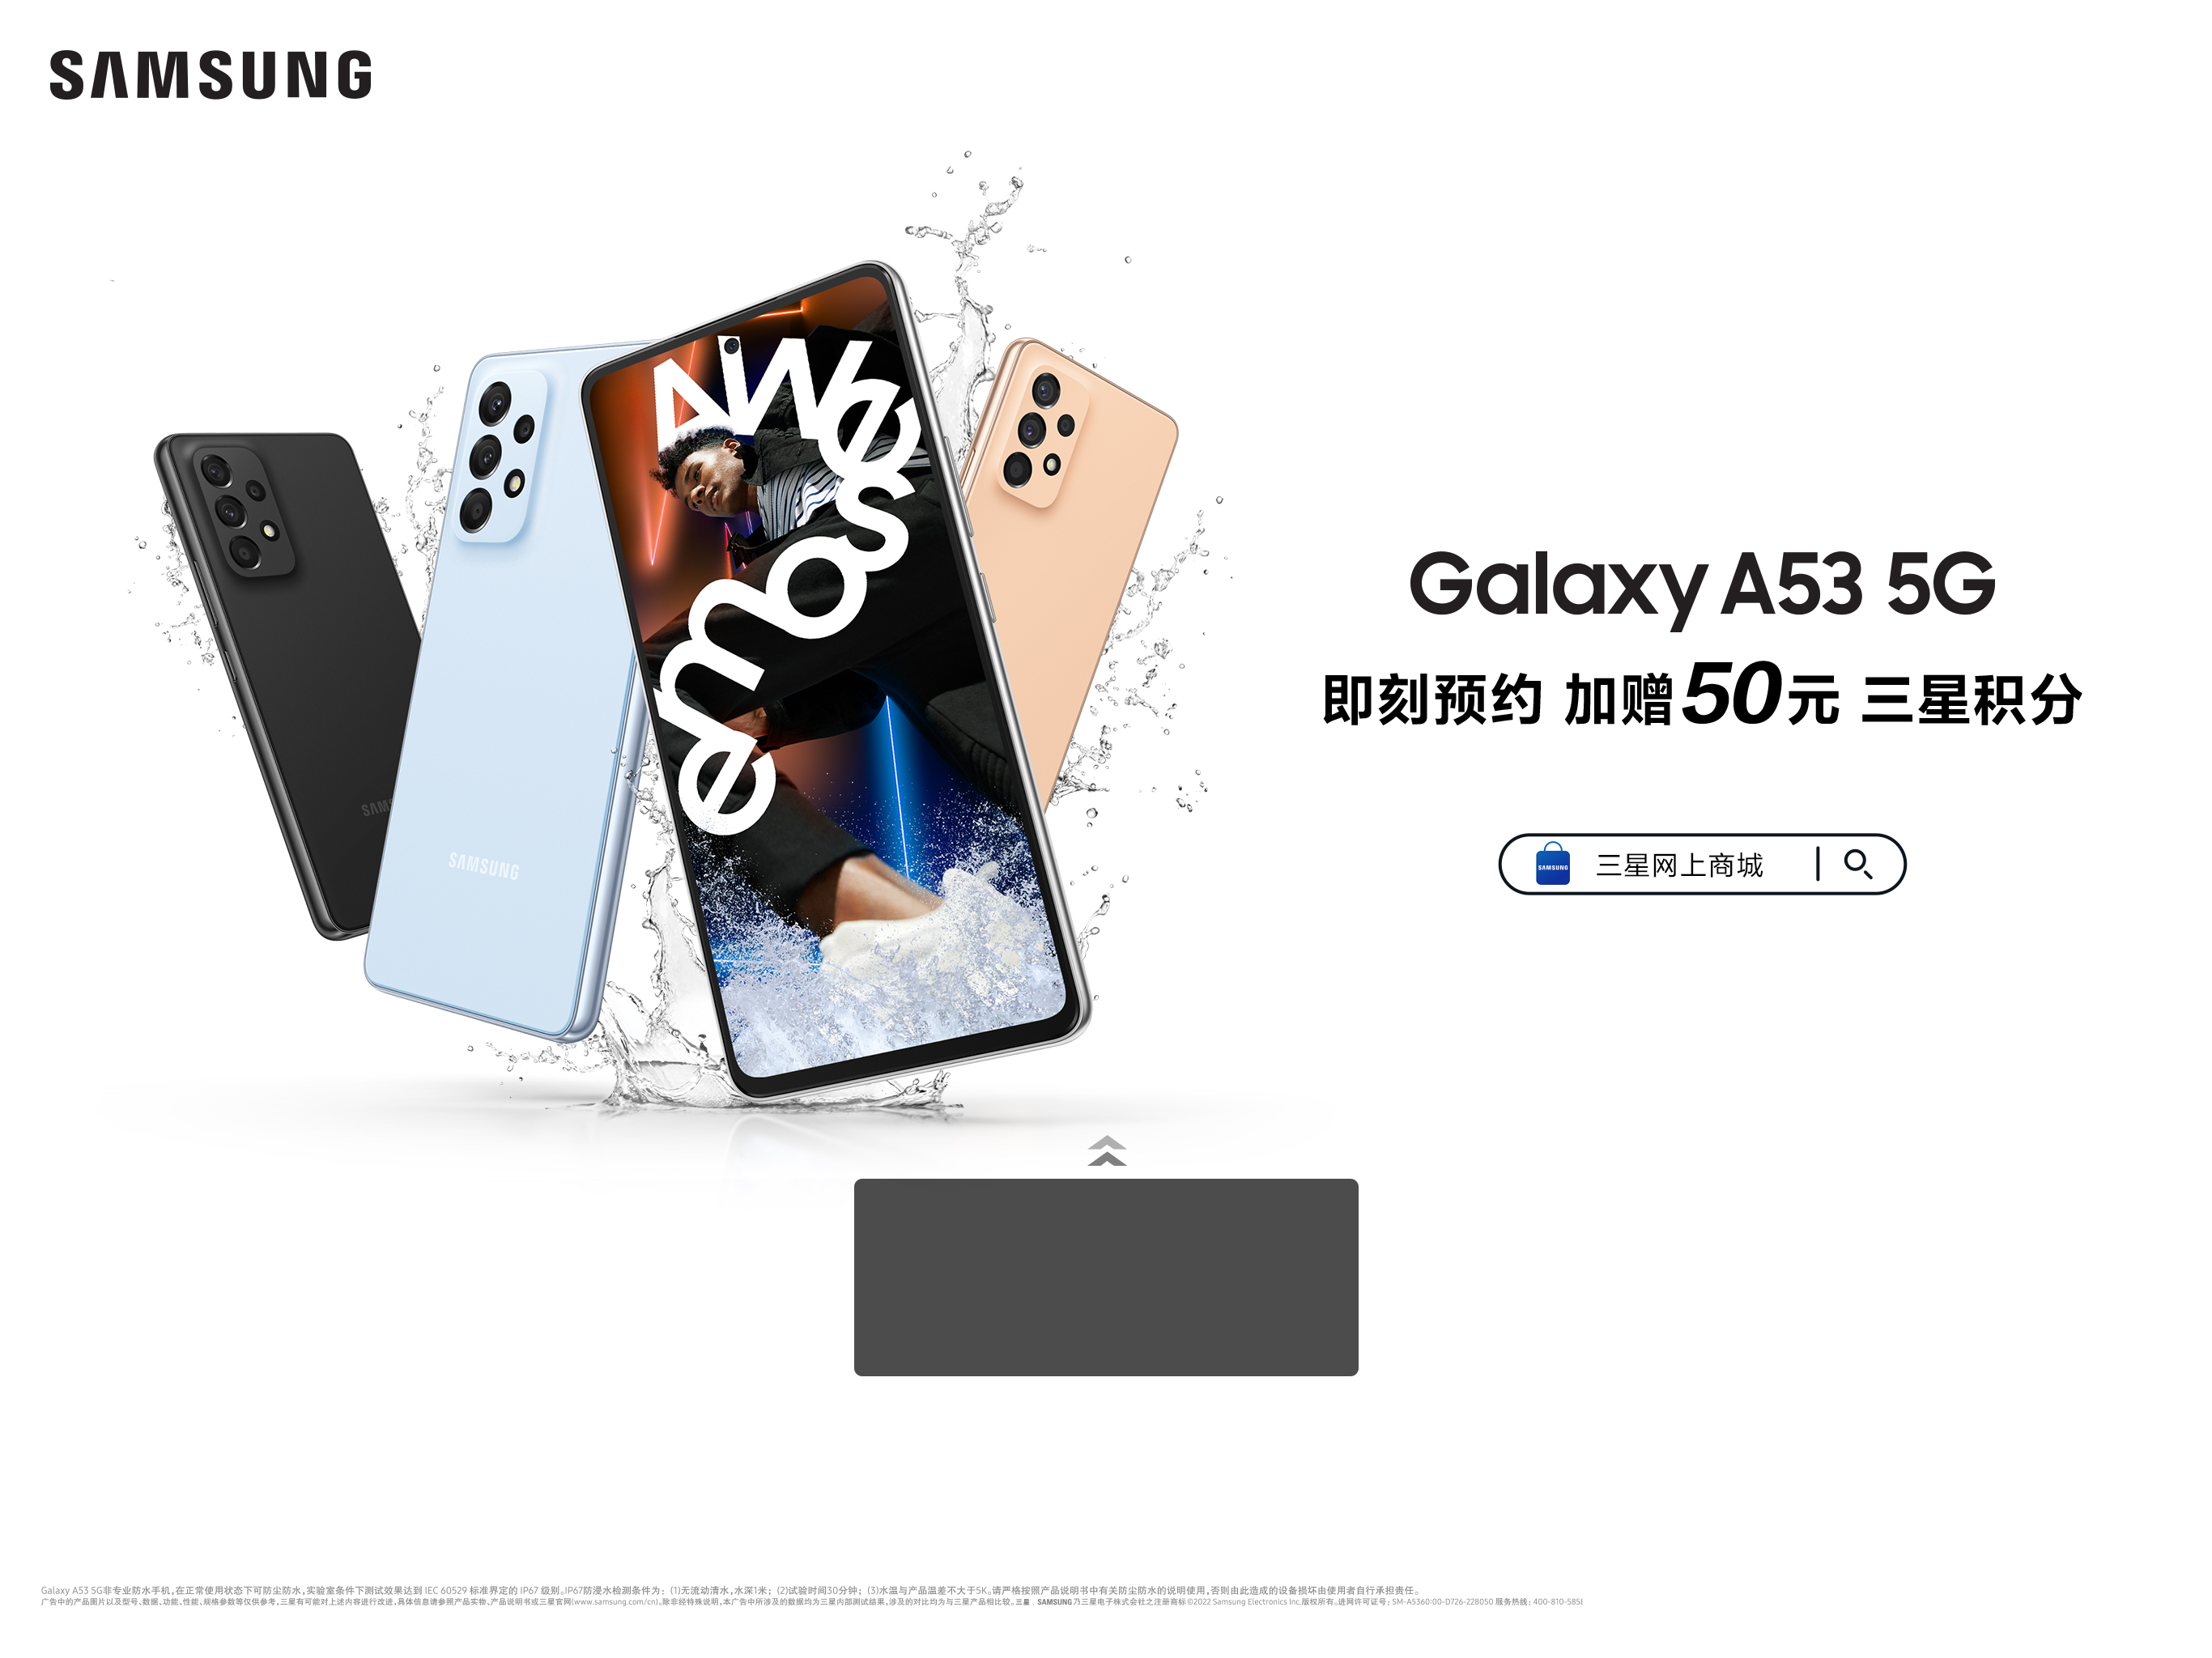 SAMSUNG
Awesome
Galaxy A53 5G
即刻预约 加赠50元 三星积分
SAMSUNG 三星网上商城
SAMSUNG
Galaxy A53 5G非专业防水手机,在正常使用状态下可防尘防水,实验室条件下测试效果达到 IEC 60529 标准界定的 IP67 级别。IP67防浸水检测条件为：(1)无流动清水,水深1米；(2)试验时间30分钟；(3)水温与产品温差不大于5K。请严格按照产品说明书中有关防尘防水的说明使用,否则由此造成的设备损坏由使用者自行承担责任。
广告中的产品图片以及型号、数据、功能、性能、规格参数等仅供参考,三星有可能对上述内容进行改进,具体信息请参照产品实物、产品说明书或三星官网(www.samsung.com/cn)。除非经特殊说明,本广告中所涉及的数据均为三星内部测试结果,涉及的对比均为与三星产品相比较。三星 . SAMSUNG乃三星电子株式会社之注册商标©2022 Samsung Electronics Inc.版权所有。进网许可证号: SM-A5360:00-D726-228050 服务热线: 400-810-5858